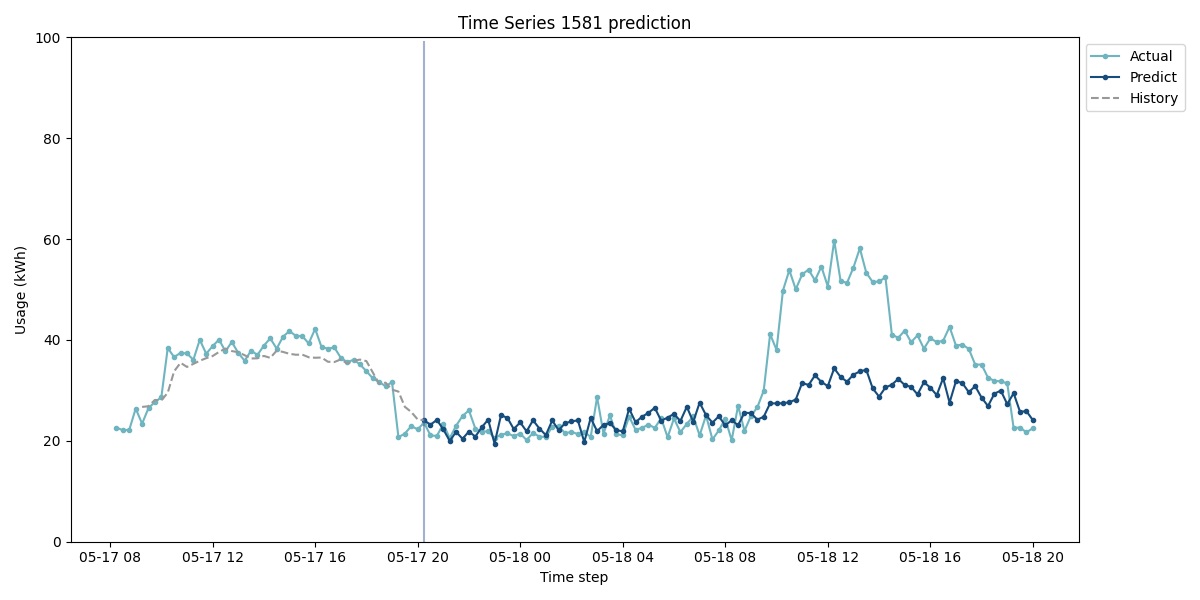 Time Series 1581 prediction
100
80
60
40
20
0
Usage (kWh)
05-17 08
05-17 12
05-17 16
05-17 20
05-18 00
05-18 04
05-18 08
05-18 12
05-18 16
05-18 20
Time step
Actual
Predict
History